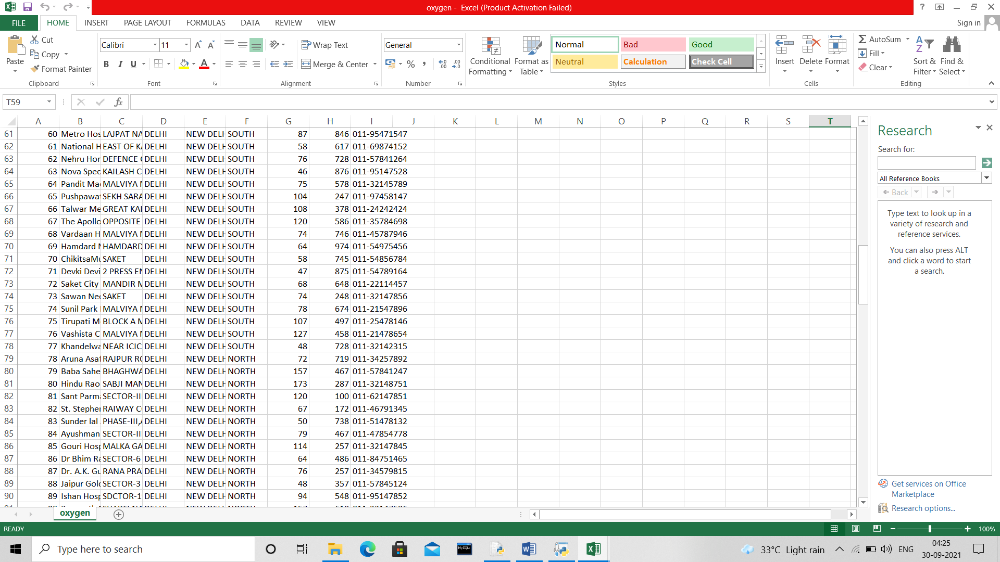 oxygen - Excel (Product Activation Failed)
FILE HOME INSERT PAGE LAYOUT FORMULAS DATA REVIEW VIEW Sign in
Cut
Copy
Format Painter
Paste
Clipboard
Calibri 11
B I U
Font
Wrap Text
Merge & Center
Alignment
General
Number
Conditional Formatting
Format as Table
Normal Bad Good
Neutral Calculation Check Cell
Styles
Insert Delete Format
Cells
AutoSum
Fill
Clear
Sort & Filter
Find & Select
Editing
T59 fx
A B C D E F G H I J K L M N O P Q R S T
61 60 Metro Hos LAJPAT NA DELHI NEW DELH SOUTH 87 846 011-95471547
62 61 National H EAST OF KA DELHI NEW DELH SOUTH 58 617 011-69874152
63 62 Nehru Hor DEFENCE C DELHI NEW DELH SOUTH 76 728 011-57841264
64 63 Nova Spec KAILASH C DELHI NEW DELH SOUTH 46 876 011-95147528
65 64 Pandit Mac MALVIYA N DELHI NEW DELH SOUTH 75 578 011-32145789
66 65 Pushpawat SEKH SARA DELHI NEW DELH SOUTH 104 247 011-97458147
67 66 Talwar Me GREAT KAI DELHI NEW DELH SOUTH 108 378 011-24242424
68 67 The Apollo OPPOSITE DELHI NEW DELH SOUTH 120 586 011-35784698
69 68 Vardaan H MALVIYA N DELHI NEW DELH SOUTH 74 746 011-45787946
70 69 Hamdard M HAMDARD DELHI NEW DELH SOUTH 64 974 011-54975456
71 70 ChikitsaMu SAKET DELHI NEW DELH SOUTH 58 745 011-54856784
72 71 Devki Devi 2 PRESS EN DELHI NEW DELH SOUTH 47 875 011-54789164
73 72 Saket City MANDIR M DELHI NEW DELH SOUTH 68 648 011-22114457
74 73 Sawan Nee SAKET DELHI NEW DELH SOUTH 74 248 011-32147856
75 74 Sunil Park MALVIYA N DELHI NEW DELH SOUTH 78 674 011-21547896
76 75 Tirupati M BLOCK A M DELHI NEW DELH SOUTH 107 497 011-25478146
77 76 Vashista C MALVIYA N DELHI NEW DELH SOUTH 127 458 011-21478654
78 77 Khandelwa NEAR ICIC DELHI NEW DELH SOUTH 48 728 011-32142315
79 78 Aruna Asaf RAJPUR RO DELHI NEW DELH NORTH 72 719 011-34257892
80 79 Baba Sahe BHAGHWA DELHI NEW DELH NORTH 157 467 011-57841247
81 80 Hindu Rao SABJI MAN DELHI NEW DELH NORTH 173 287 011-32148751
82 81 Sant Parma SECTOR-III DELHI NEW DELH NORTH 120 100 011-62147851
83 82 St. Stephen RAIWAY CO DELHI NEW DELH NORTH 67 172 011-46791345
84 83 Sunder lal PHASE-III,A DELHI NEW DELH NORTH 50 738 011-51478132
85 84 Ayushman SECTOR-III DELHI NEW DELH NORTH 79 467 011-47854778
86 85 Gouri Hosp MALKA GA DELHI NEW DELH NORTH 114 257 011-32147845
87 86 Dr Bhim Ra SECTOR-6 DELHI NEW DELH NORTH 64 486 011-84751465
88 87 Dr. A.K. Gu RANA PRA DELHI NEW DELH NORTH 76 257 011-34579815
89 88 Jaipur Gold SECTOR-3 DELHI NEW DELH NORTH 48 357 011-57845124
90 89 Ishan Hosp SDCTOR-1 DELHI NEW DELH NORTH 94 548 011-95147852
Research
Search for:
All Reference Books
Back
Type text to look up in a
variety of research and
reference services.
You can also press ALT
and click a word to start
a search.
Get services on Office
Marketplace
Research options...
oxygen
READY 100%
Type here to search
33°C Light rain ENG
04:25
30-09-2021